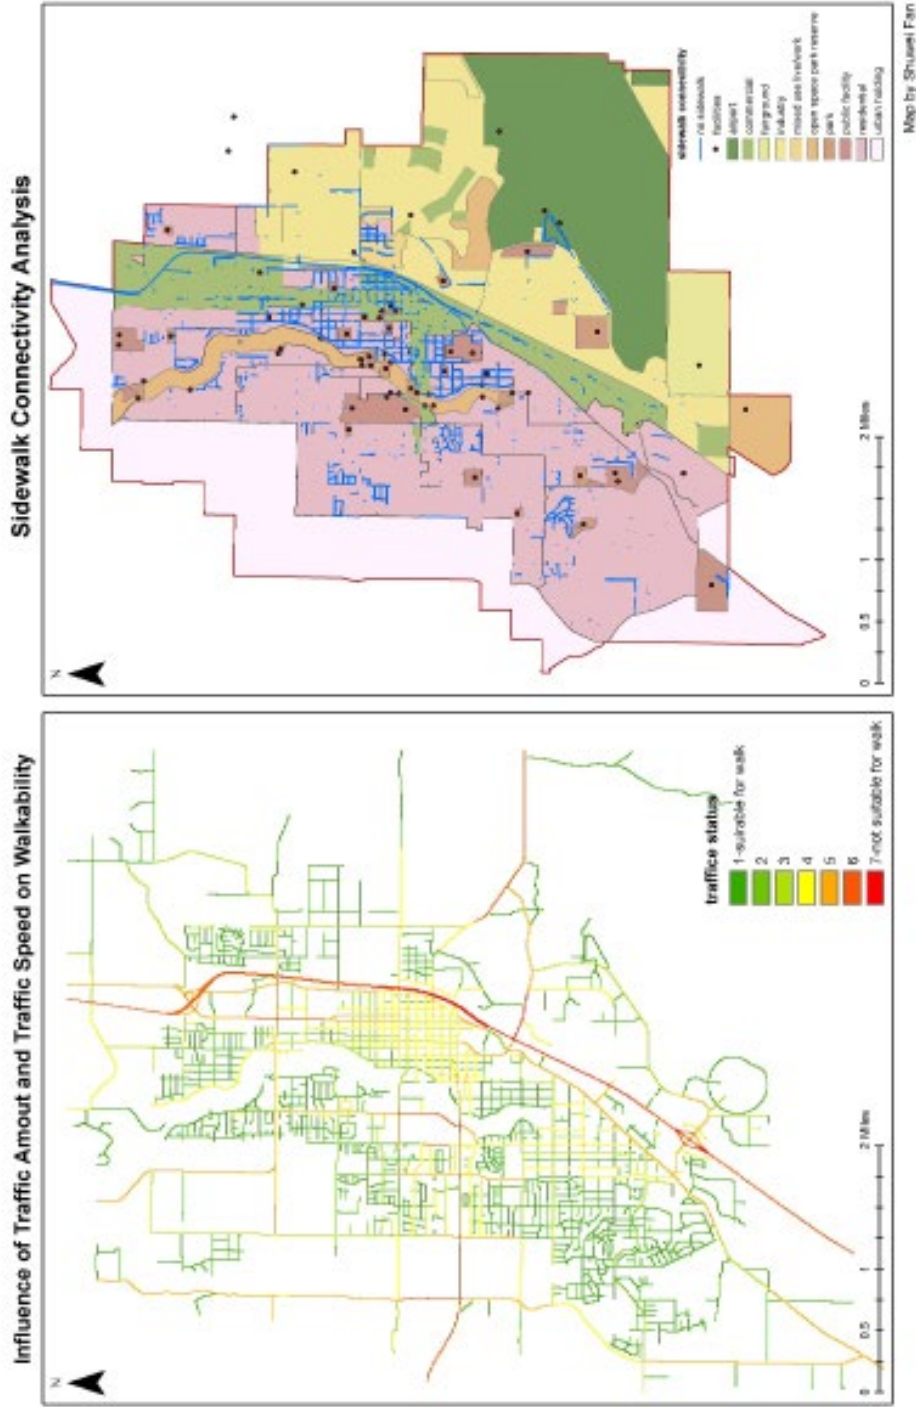 Influence of Traffic Amout and Traffic Speed on Walkability
N
traffice status
1-suirable for walk
2
3
4
5
6
7-not suitable for walk
0 0.5 1 2 Miles
Sidewalk Connectivity Analysis
N
sidewalk connectivity
no sidewalk
facilities
airport
commercial
fairground
industry
mixed use live/work
open space park reserve
park
public facility
residential
urban holding
0 0.5 1 2 Miles
Map by Shuwei Fan